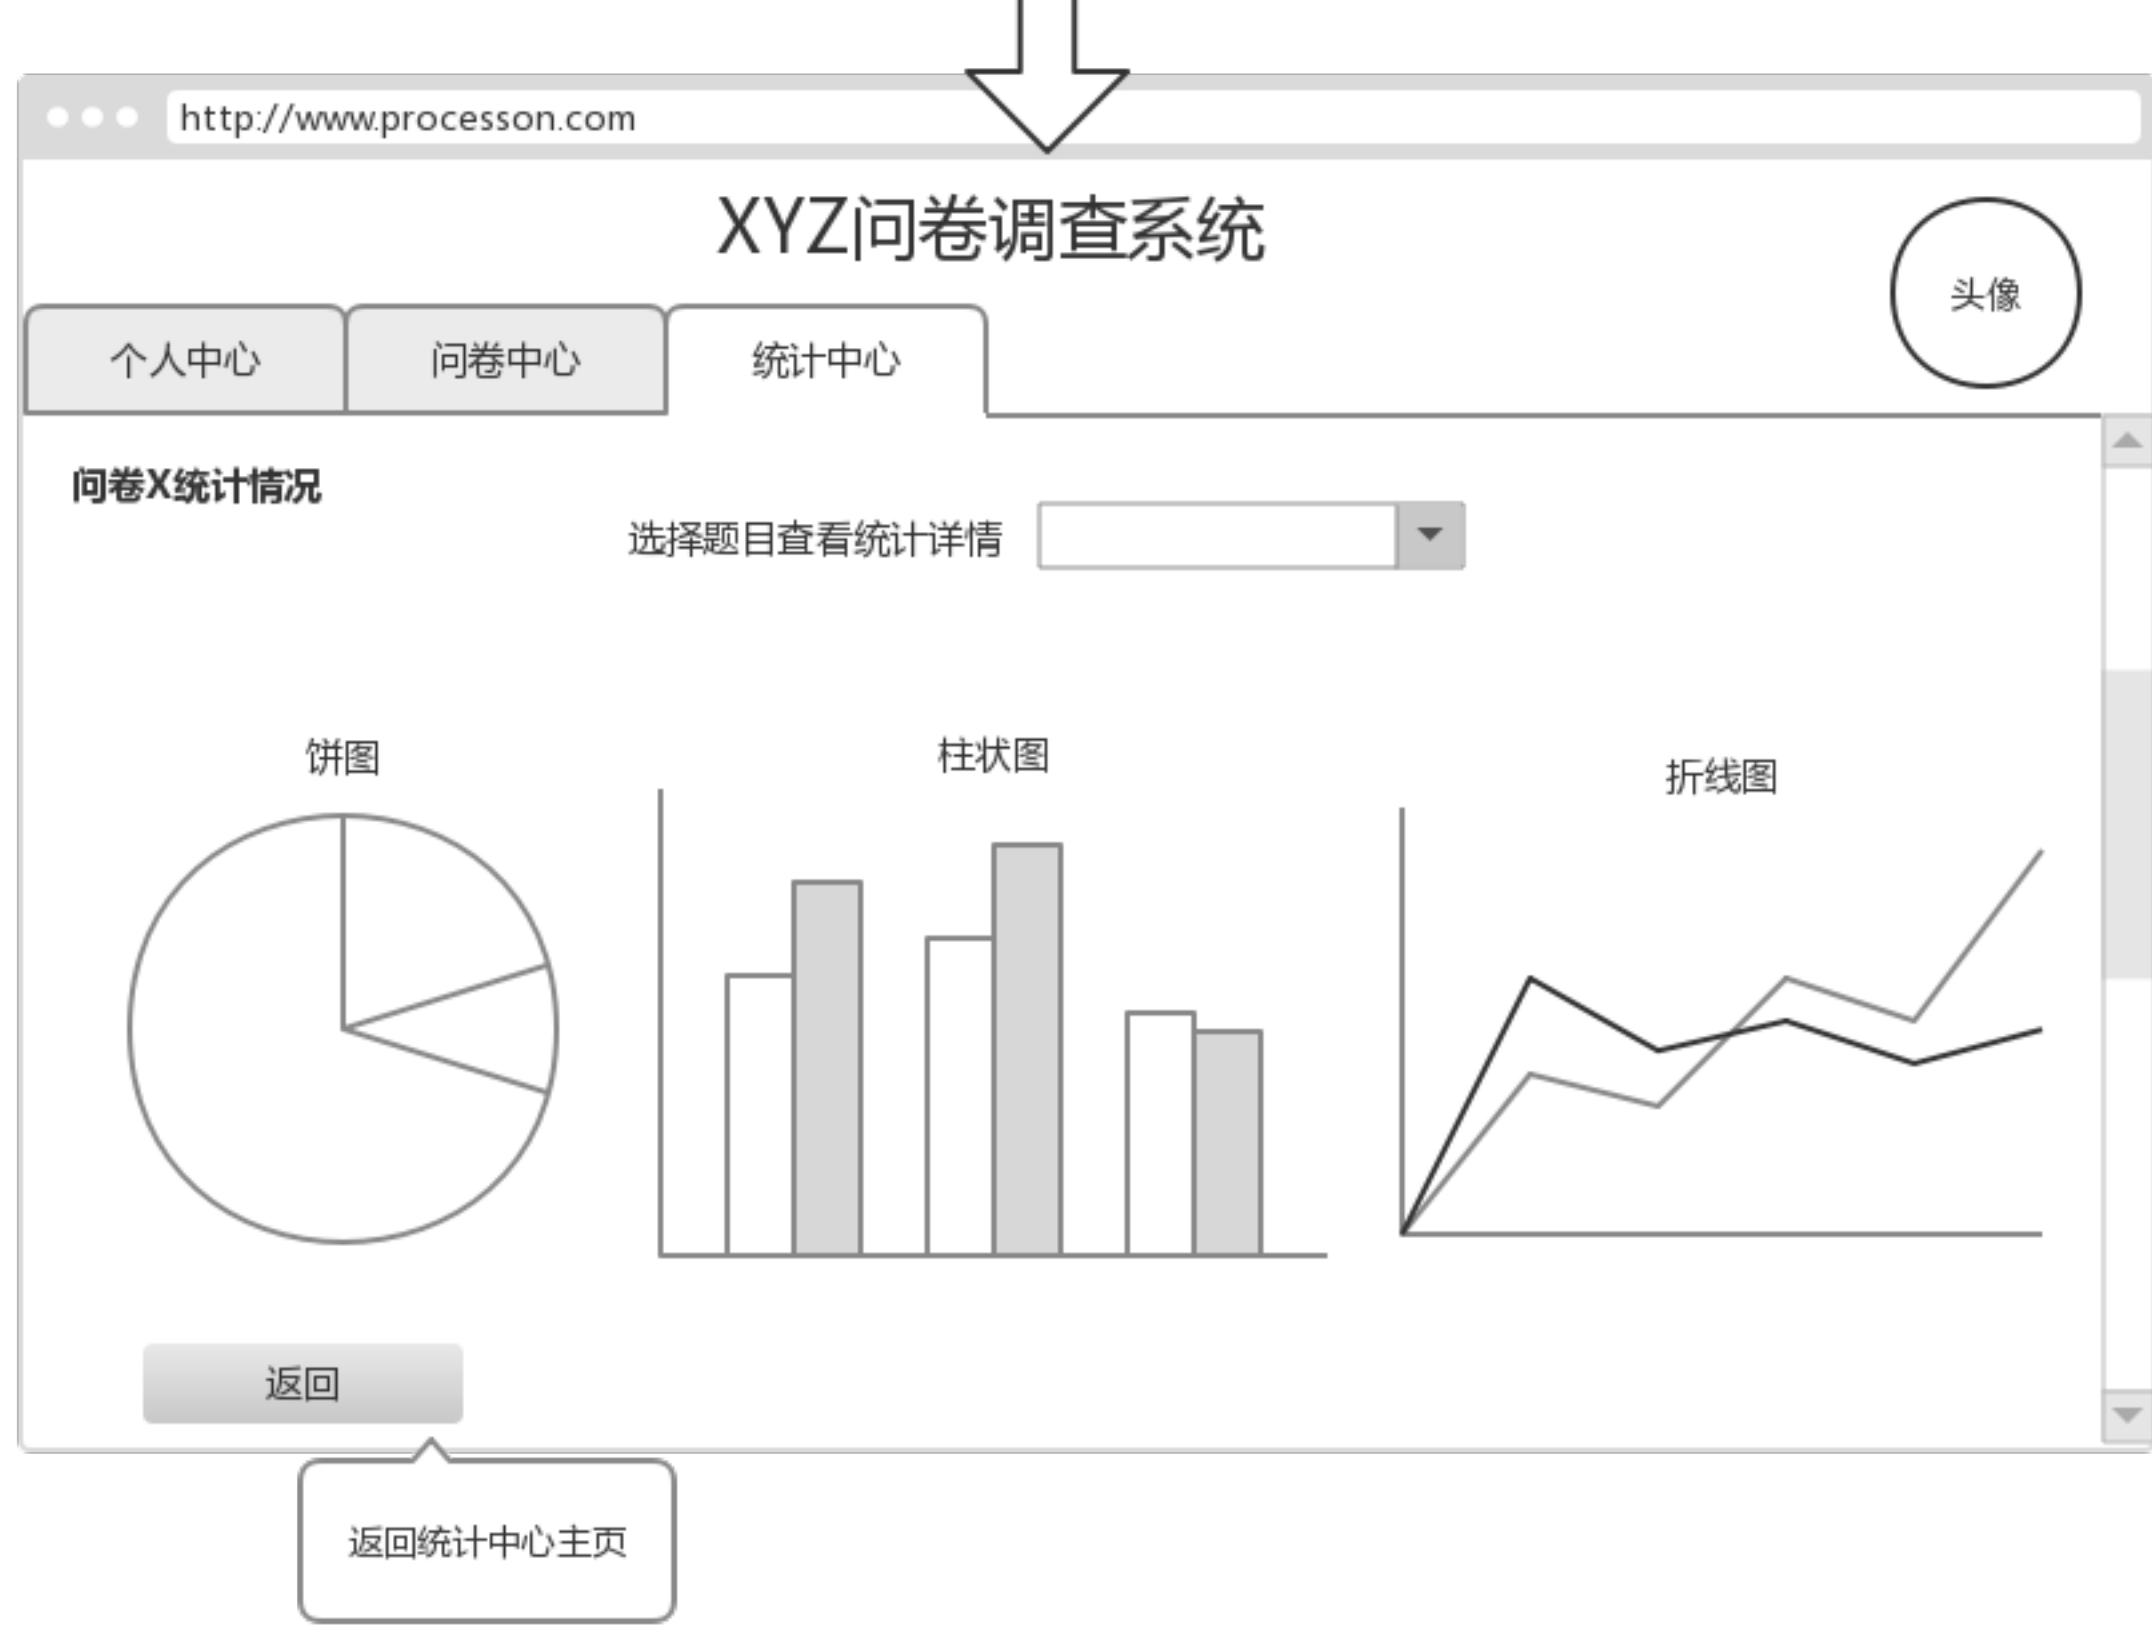 http://www.processon.com
XYZ问卷调查系统
头像
个人中心
问卷中心
统计中心
问卷X统计情况
选择题目查看统计详情
饼图
柱状图
折线图
返回
返回统计中心主页